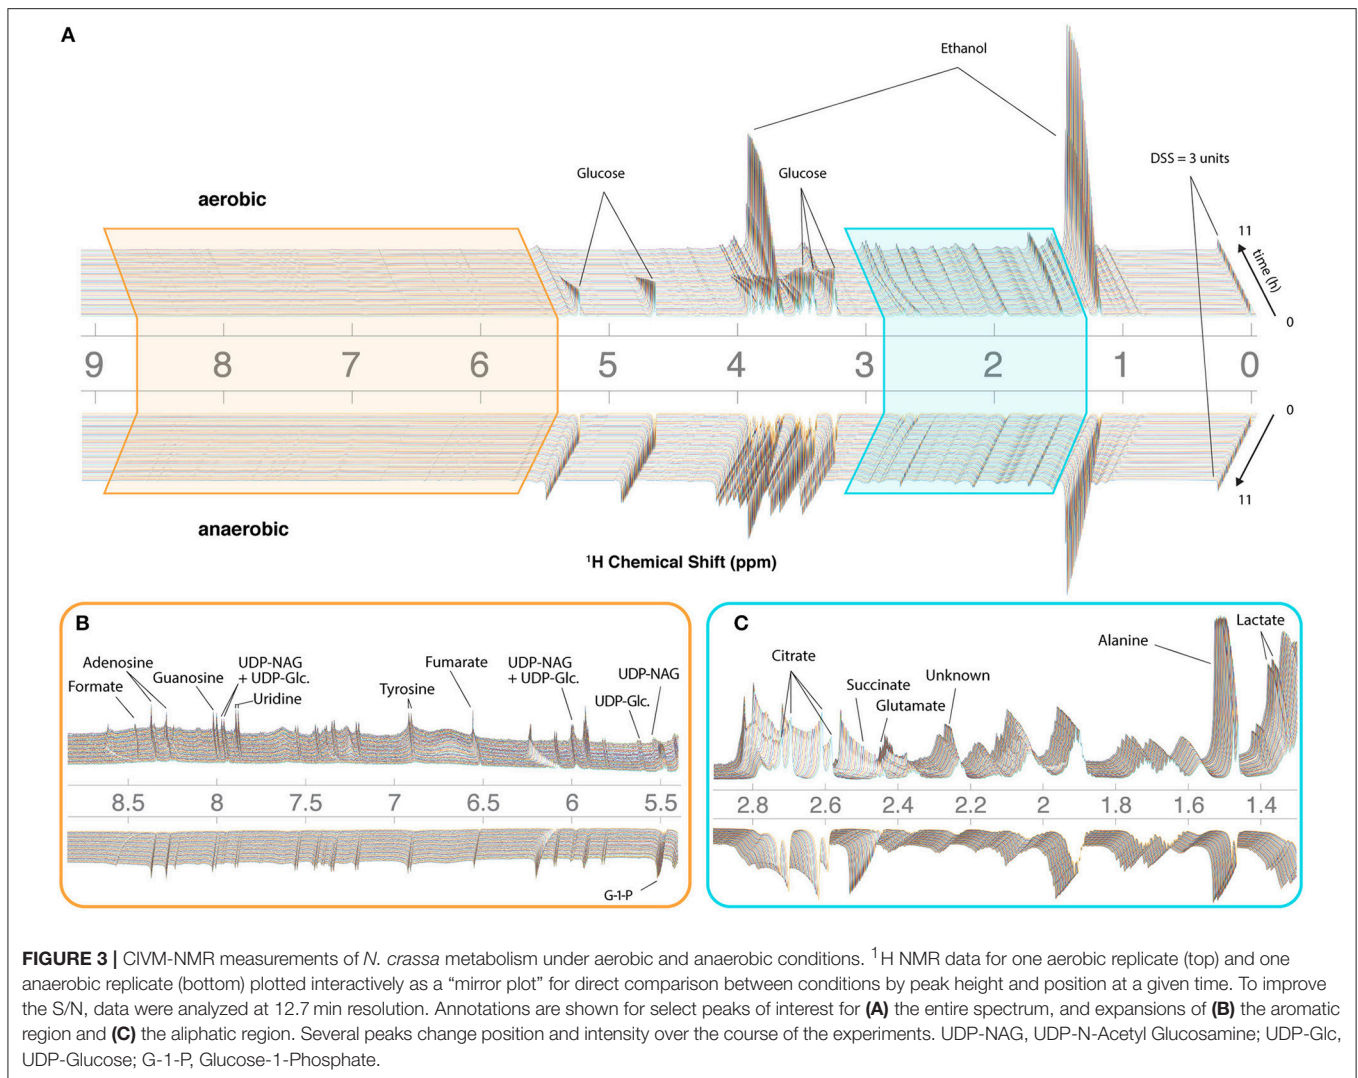 A
Ethanol
DSS = 3 units
Glucose
Glucose
aerobic
11
time (h)
0
9 8 7 6 5 4 3 2 1 0
0
11
anaerobic
¹H Chemical Shift (ppm)
B
Adenosine
Formate
Guanosine
UDP-NAG
+ UDP-Glc.
Uridine
Tyrosine
Fumarate
UDP-NAG
+ UDP-Glc.
UDP-NAG
UDP-Glc.
8.5 8 7.5 7 6.5 6 5.5
G-1-P
C
Citrate
Succinate
Glutamate
Unknown
Alanine
Lactate
2.8 2.6 2.4 2.2 2 1.8 1.6 1.4
FIGURE 3 | CIVM-NMR measurements of N. crassa metabolism under aerobic and anaerobic conditions. ¹H NMR data for one aerobic replicate (top) and one
anaerobic replicate (bottom) plotted interactively as a “mirror plot” for direct comparison between conditions by peak height and position at a given time. To improve
the S/N, data were analyzed at 12.7 min resolution. Annotations are shown for select peaks of interest for (A) the entire spectrum, and expansions of (B) the aromatic
region and (C) the aliphatic region. Several peaks change position and intensity over the course of the experiments. UDP-NAG, UDP-N-Acetyl Glucosamine; UDP-Glc,
UDP-Glucose; G-1-P, Glucose-1-Phosphate.